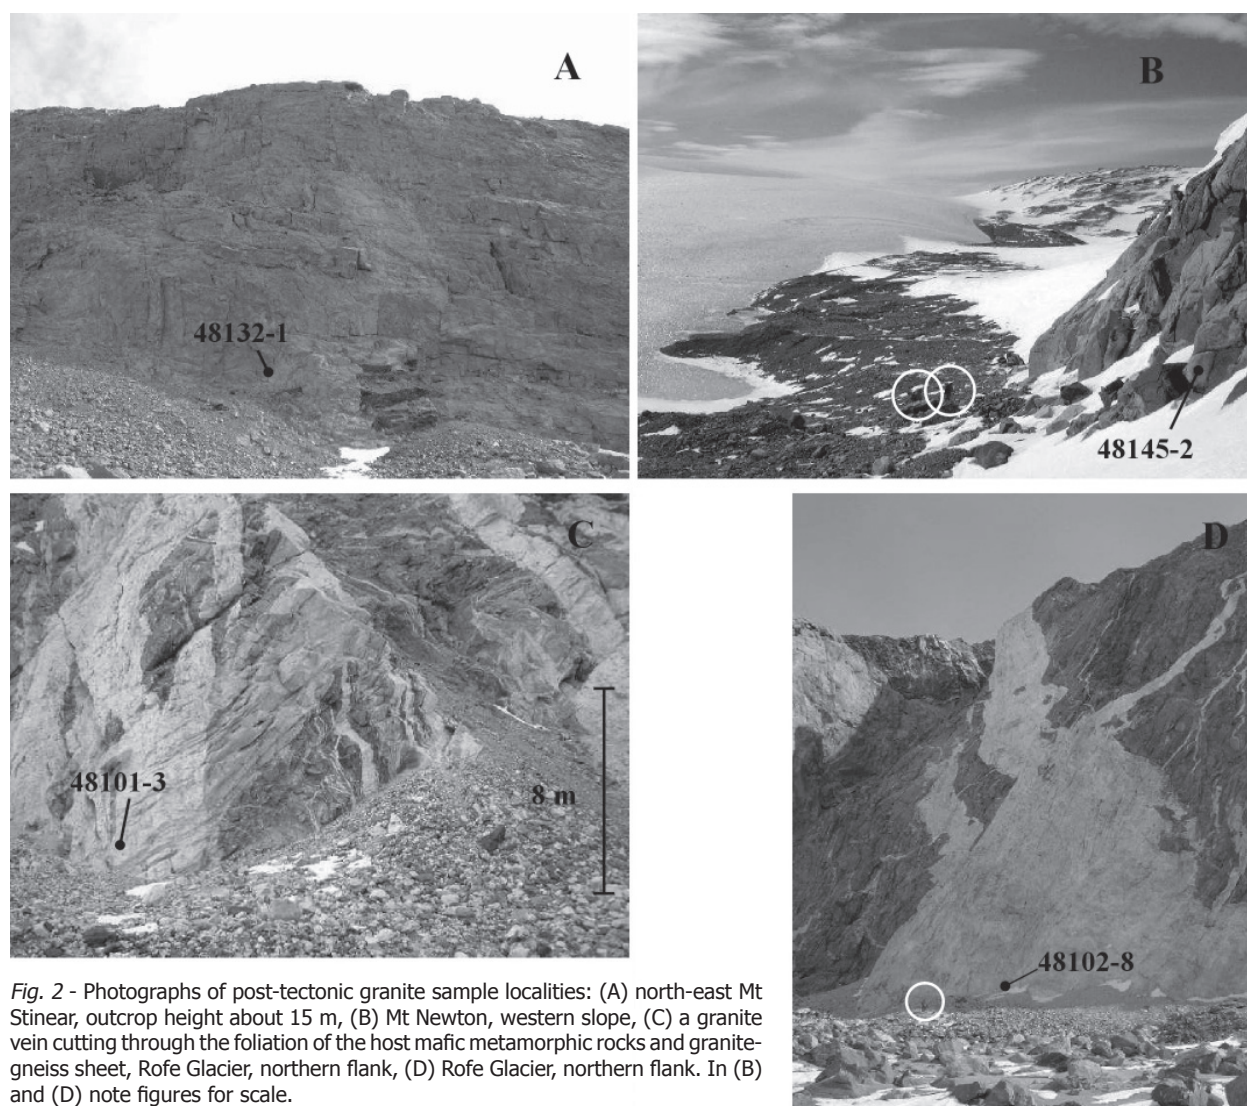 A
B
48132-1
48145-2
C
D
8 m
48101-3
48102-8
Fig. 2 - Photographs of post-tectonic granite sample localities: (A) north-east Mt
Stinear, outcrop height about 15 m, (B) Mt Newton, western slope, (C) a granite
vein cutting through the foliation of the host mafic metamorphic rocks and granite-
gneiss sheet, Rofe Glacier, northern flank, (D) Rofe Glacier, northern flank. In (B)
and (D) note figures for scale.